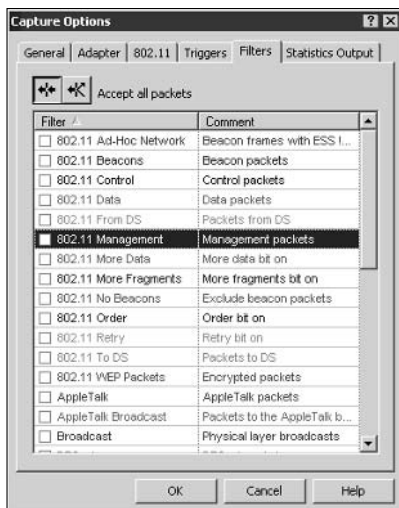 Capture Options
General Adapter 802.11 Triggers Filters Statistics Output
Accept all packets
Filter Comment
802.11 Ad-Hoc Network Beacon frames with ESS I...
802.11 Beacons Beacon packets
802.11 Control Control packets
802.11 Data Data packets
802.11 From DS Packets from DS
802.11 Management Management packets
802.11 More Data More data bit on
802.11 More Fragments More fragments bit on
802.11 No Beacons Exclude beacon packets
802.11 Order Order bit on
802.11 Retry Retry bit on
802.11 To DS Packets to DS
802.11 WEP Packets Encrypted packets
AppleTalk AppleTalk packets
AppleTalk Broadcast Packets to the AppleTalk b...
Broadcast Physical layer broadcasts
OK Cancel Help